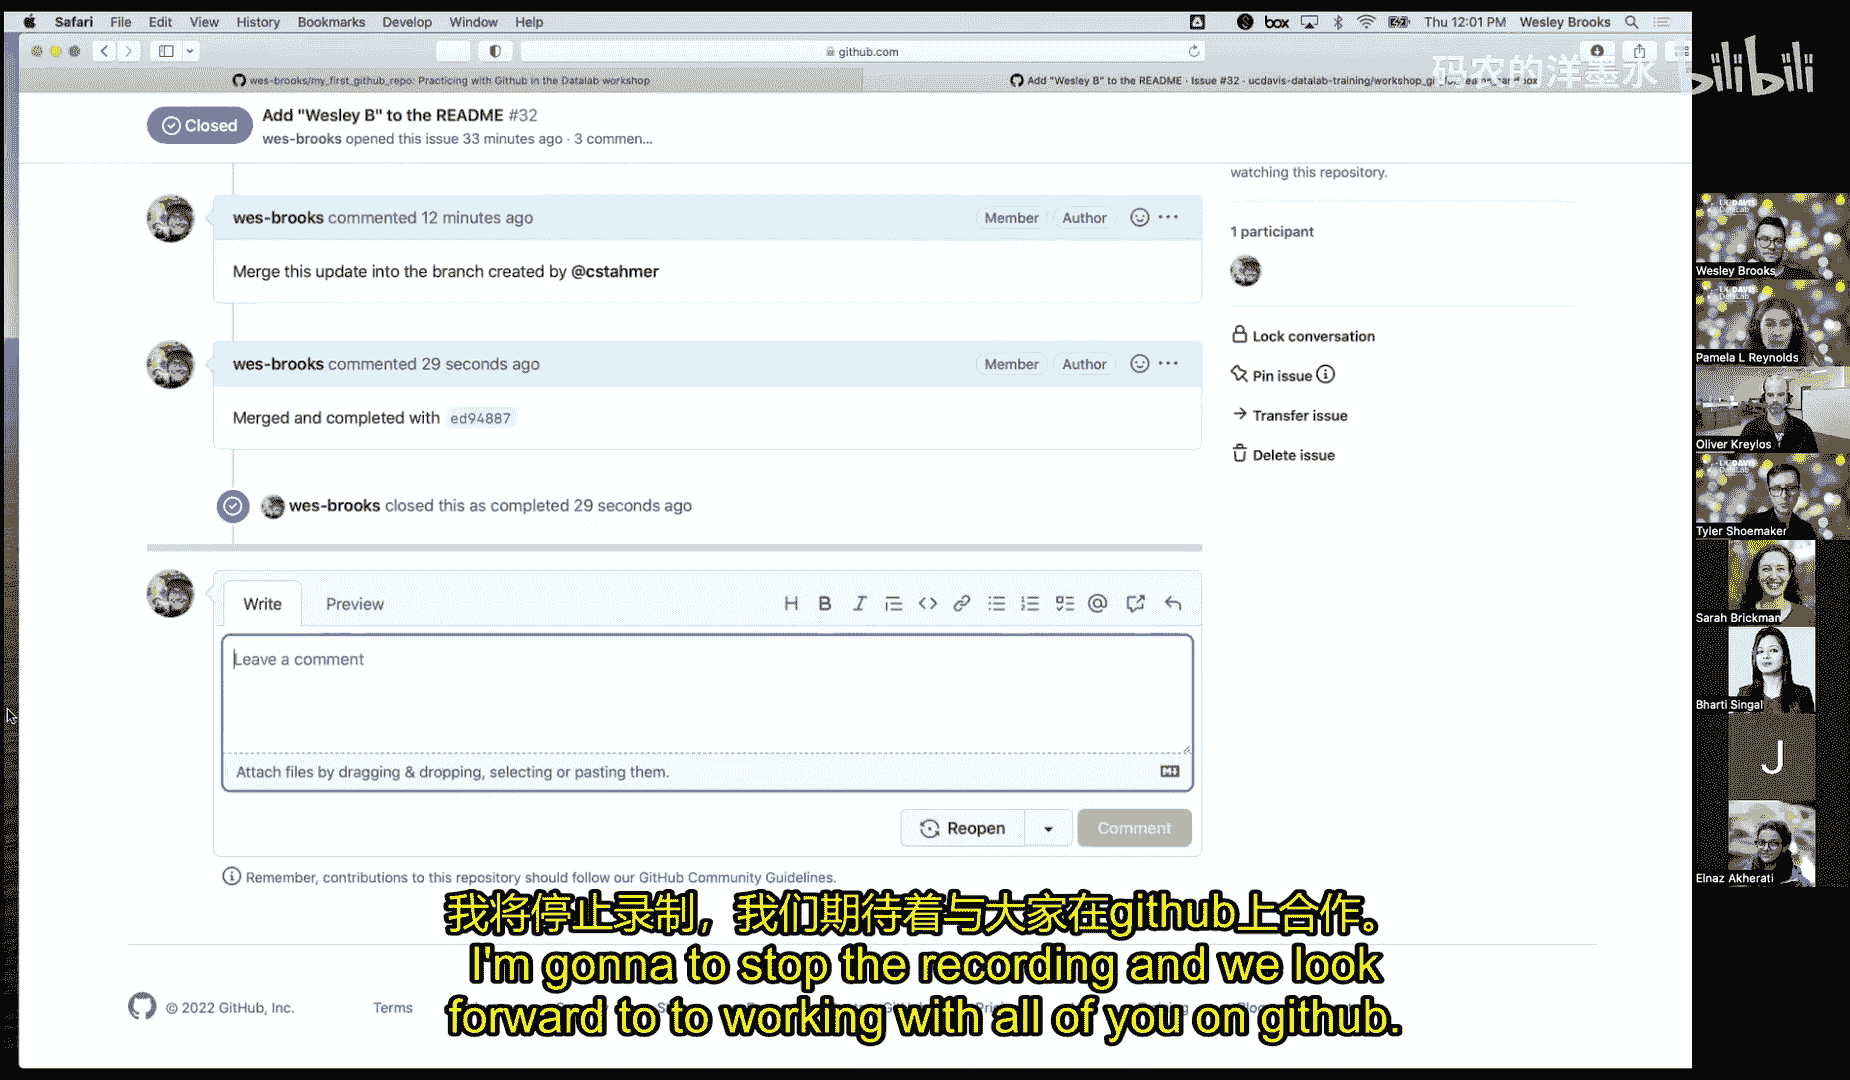 Safari File Edit View History Bookmarks Develop Window Help
box Thu 12:01 PM Wesley Brooks
github.com
wes-brooks/my_first_github_repo: Practicing with Github in the Datalab workshop
Add "Wesley B" to the README · Issue #32 · ucdavis-datalab-training/workshop_gi
码农的洋墨水 bilibili
Closed
Add "Wesley B" to the README #32
wes-brooks opened this issue 33 minutes ago · 3 commen...
watching this repository.
wes-brooks commented 12 minutes ago
Member Author
Merge this update into the branch created by @cstahmer
1 participant
wes-brooks commented 29 seconds ago
Member Author
Merged and completed with ed94887
Lock conversation
Pin issue
Transfer issue
Delete issue
wes-brooks closed this as completed 29 seconds ago
Write Preview
Leave a comment
Attach files by dragging & dropping, selecting or pasting them.
Reopen
Comment
Remember, contributions to this repository should follow our GitHub Community Guidelines.
© 2022 GitHub, Inc.
Terms
我将停止录制，我们期待着与大家在github上合作。
I'm gonna to stop the recording and we look
forward to to working with all of you on github.
UC DAVIS
DataLab
Wesley Brooks
Pamela L Reynolds
Oliver Kreylos
Tyler Shoemaker
Sarah Brickman
Bharti Singal
J
Elnaz Akherati